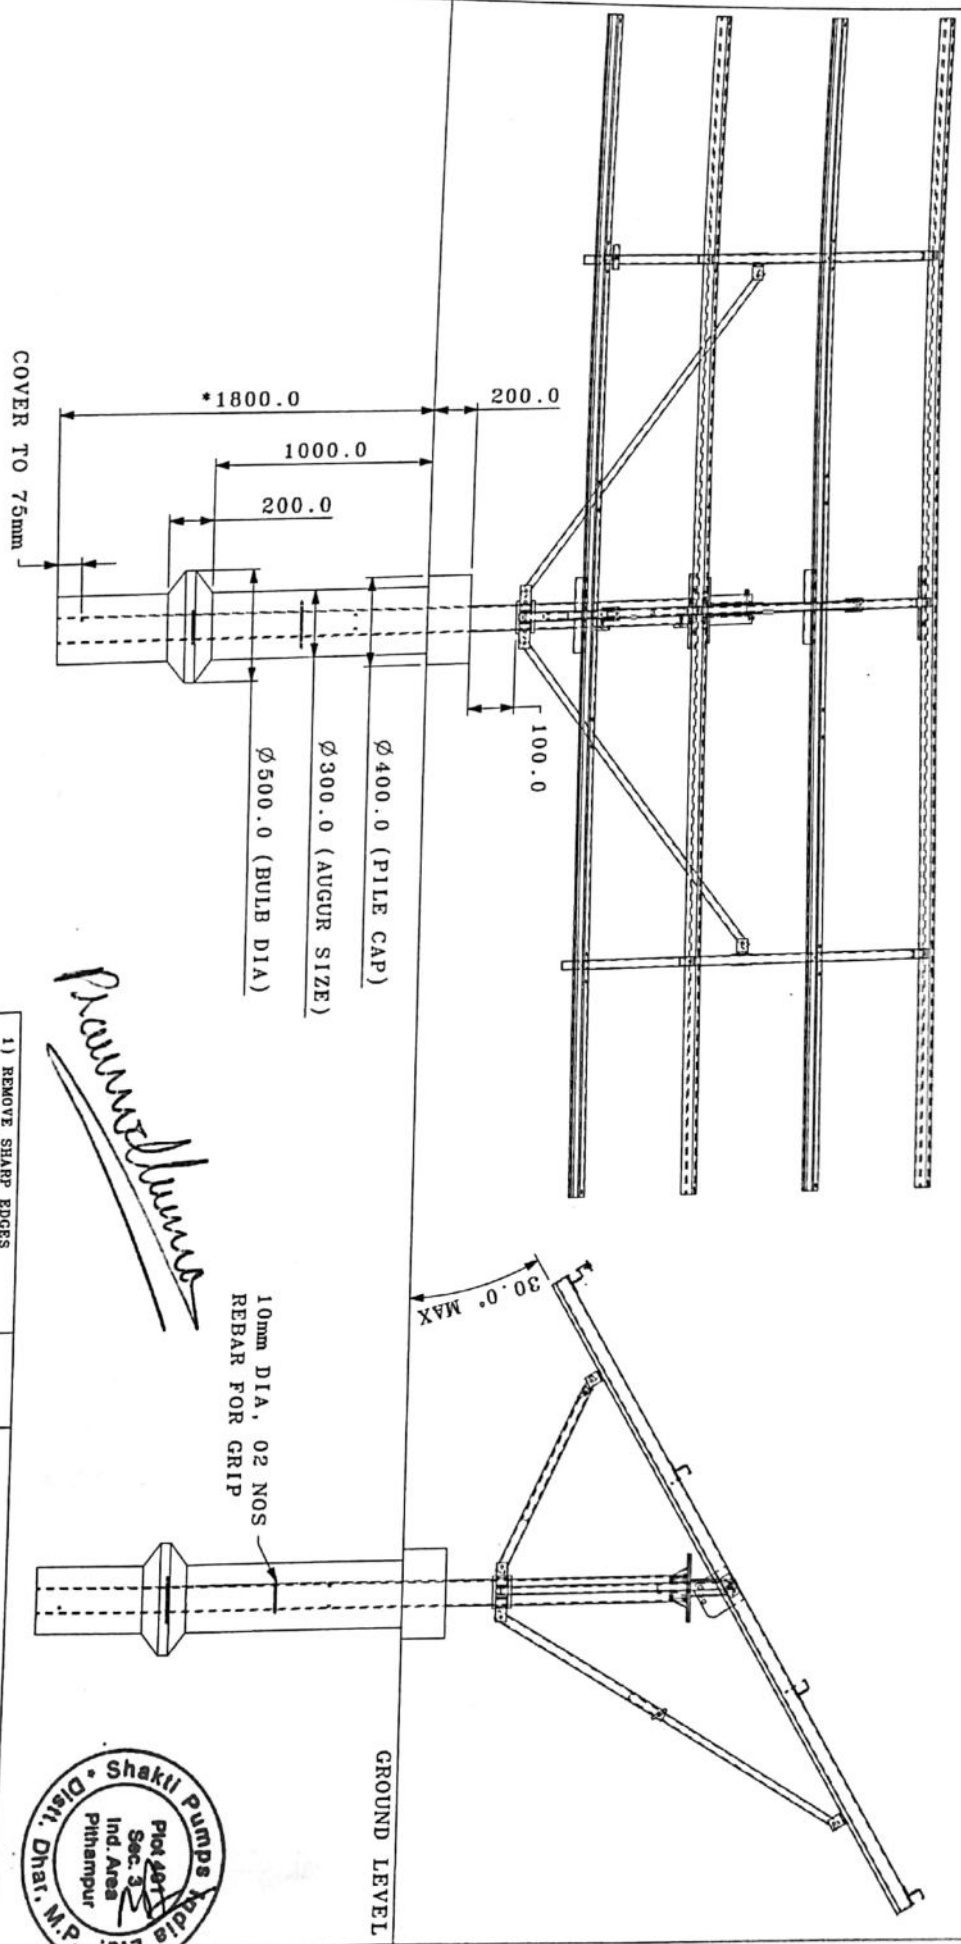 200.0
*1800.0
1000.0
200.0
COVER TO 75mm
100.0
Ø400.0 (PILE CAP)
Ø300.0 (AUGUR SIZE)
Ø500.0 (BULB DIA)
30.0° MAX
10mm DIA, 02 NOS
REBAR FOR GRIP
GROUND LEVEL
1) REMOVE SHARP EDGES
Shakti Pumps India
Plot 401
Sec. 3
Ind. Area
Pithampur
Distt. Dhar, M.P.